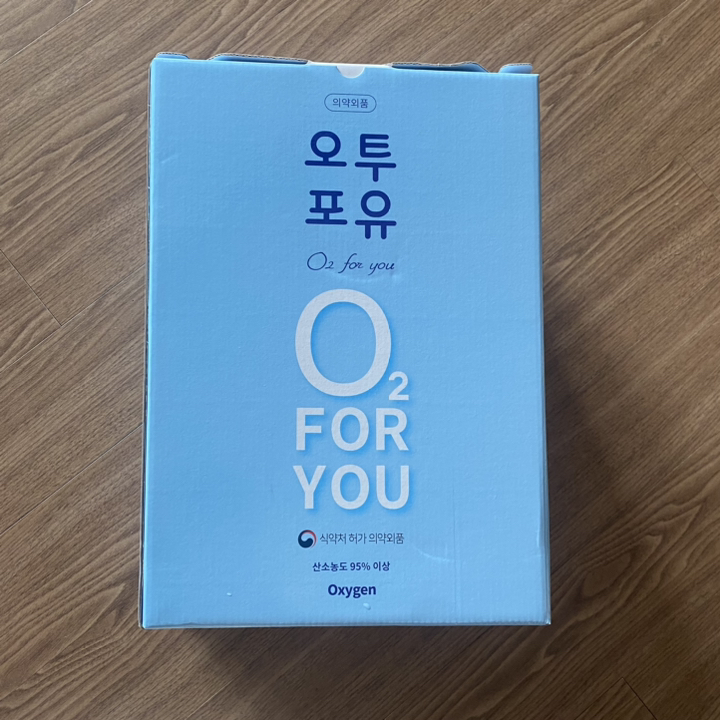 의약외품
오투
포유
O2 for you
O2
FOR
YOU
식약처 허가 의약외품
산소농도 95% 이상
Oxygen